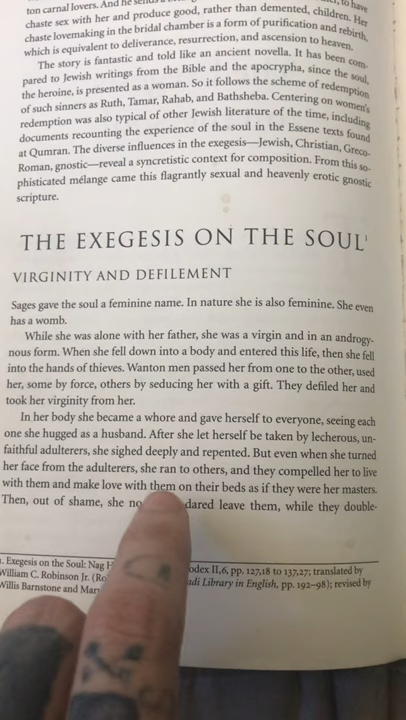 ton carnal lovers. And he sends
chaste sex with her and produce good, rather than demented, children. Her
chaste lovemaking in the bridal chamber is a form of purification and rebirth,
which is equivalent to deliverance, resurrection, and ascension to heaven.
The story is fantastic and told like an ancient novella. It has been com-
pared to Jewish writings from the Bible and the apocrypha, since the soul,
the heroine, is presented as a woman. So it follows the scheme of redemption
of such sinners as Ruth, Tamar, Rahab, and Bathsheba. Centering on women's
redemption was also typical of other Jewish literature of the time, including
documents recounting the experience of the soul in the Essene texts found
at Qumran. The diverse influences in the exegesis—Jewish, Christian, Greco-
Roman, gnostic—reveal a syncretistic context for composition. From this so-
phisticated mélange came this flagrantly sexual and heavenly erotic gnostic
scripture.
THE EXEGESIS ON THE SOUL¹
VIRGINITY AND DEFILEMENT
Sages gave the soul a feminine name. In nature she is also feminine. She even
has a womb.
While she was alone with her father, she was a virgin and in an androgy-
nous form. When she fell down into a body and entered this life, then she fell
into the hands of thieves. Wanton men passed her from one to the other, used
her, some by force, others by seducing her with a gift. They defiled her and
took her virginity from her.
In her body she became a whore and gave herself to everyone, seeing each
one she hugged as a husband. After she let herself be taken by lecherous, un-
faithful adulterers, she sighed deeply and repented. But even when she turned
her face from the adulterers, she ran to others, and they compelled her to live
with them and make love with them on their beds as if they were her masters.
Then, out of shame, she no dared leave them, while they double-
1. Exegesis on the Soul: Nag H odex II,6, pp. 127,18 to 137,27; translated by
William C. Robinson Jr. (Ro adi Library in English, pp. 192–98); revised by
Willis Barnstone and Mar